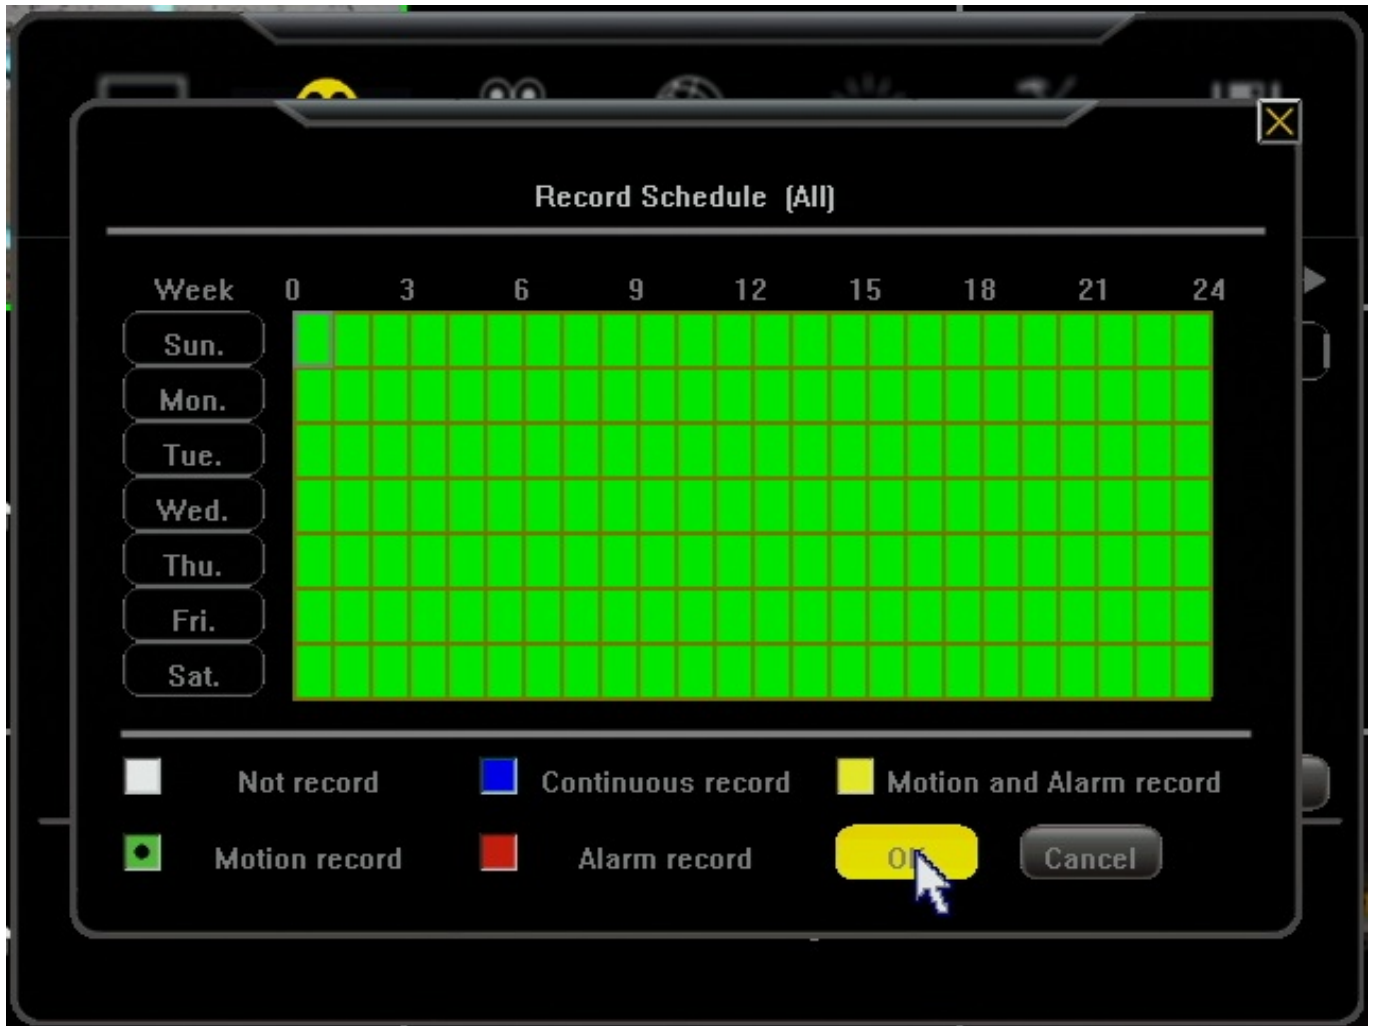 Record Schedule (All)
Week 0 3 6 9 12 15 18 21 24
Sun.
Mon.
Tue.
Wed.
Thu.
Fri.
Sat.
Not record Continuous record Motion and Alarm record
Motion record Alarm record OK Cancel